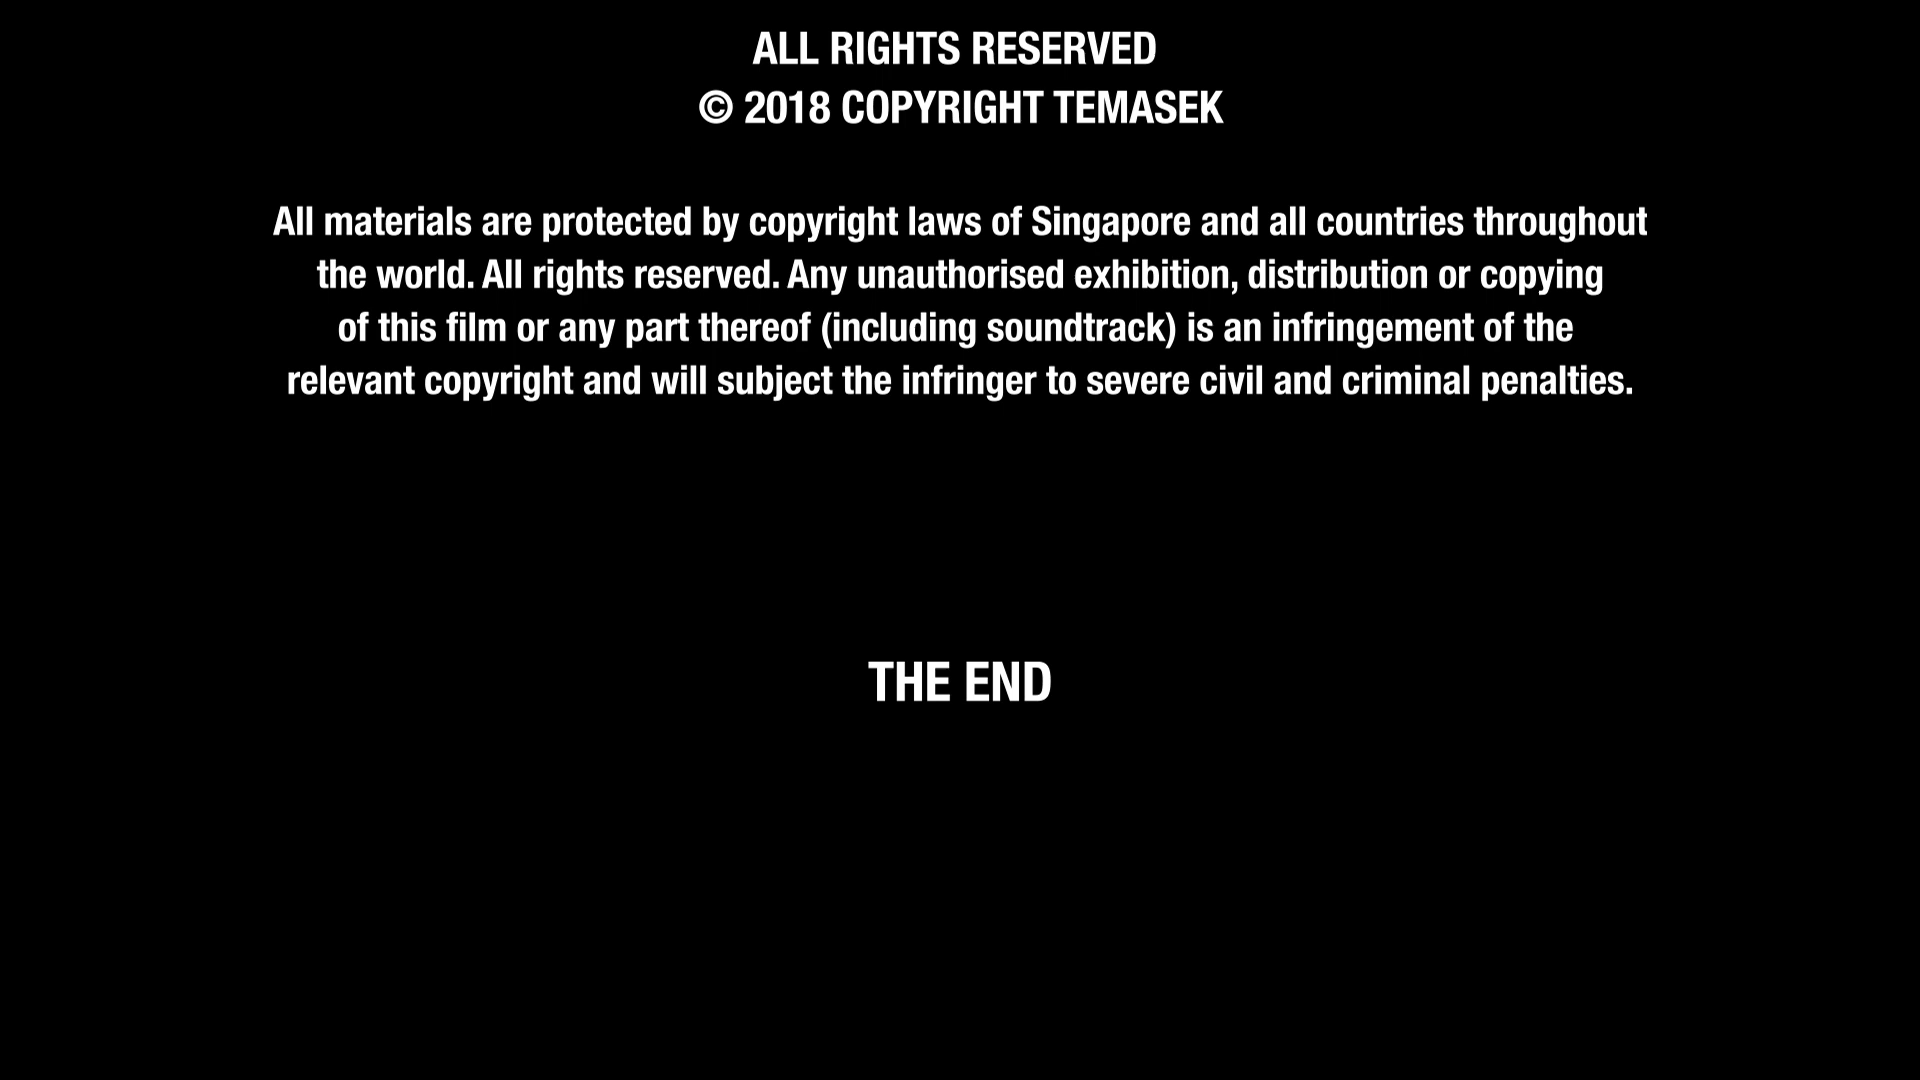 ALL RIGHTS RESERVED
© 2018 COPYRIGHT TEMASEK
All materials are protected by copyright laws of Singapore and all countries throughout
the world. All rights reserved. Any unauthorised exhibition, distribution or copying
of this film or any part thereof (including soundtrack) is an infringement of the
relevant copyright and will subject the infringer to severe civil and criminal penalties.
THE END